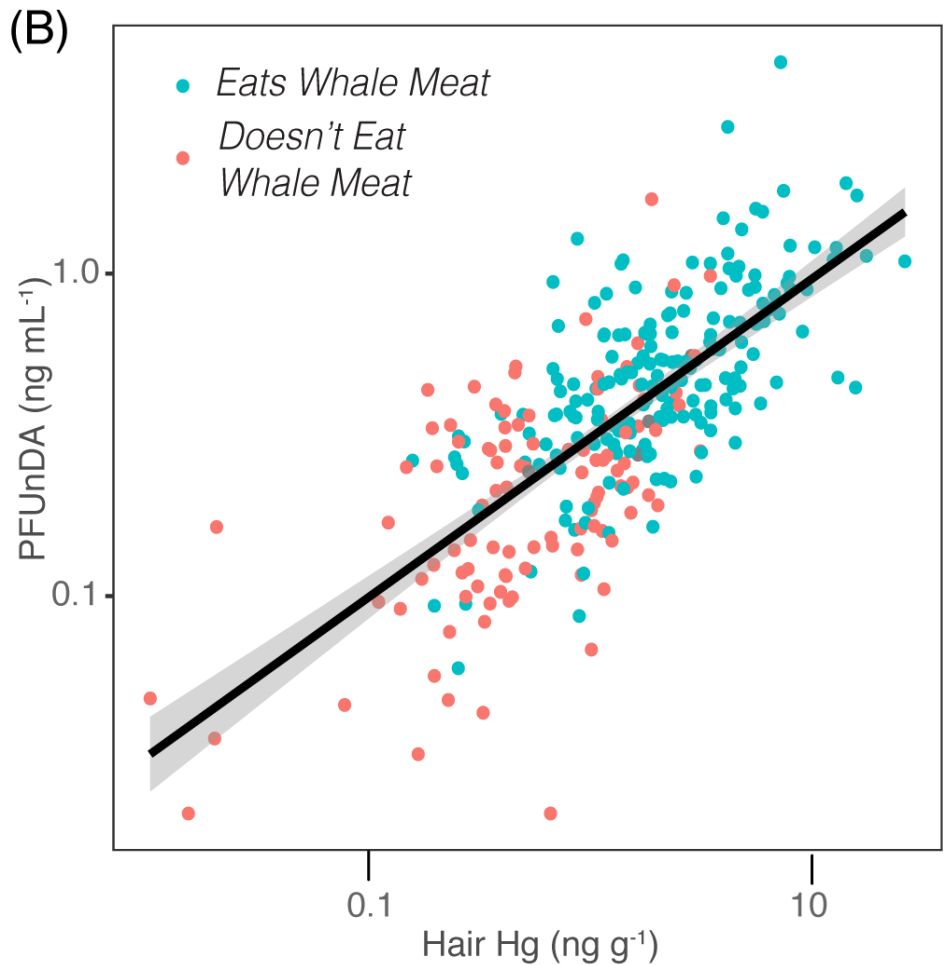 (B)
Eats Whale Meat
Doesn't Eat
Whale Meat
PFUnDA (ng mL⁻¹)
1.0
0.1
0.1
10
Hair Hg (ng g⁻¹)